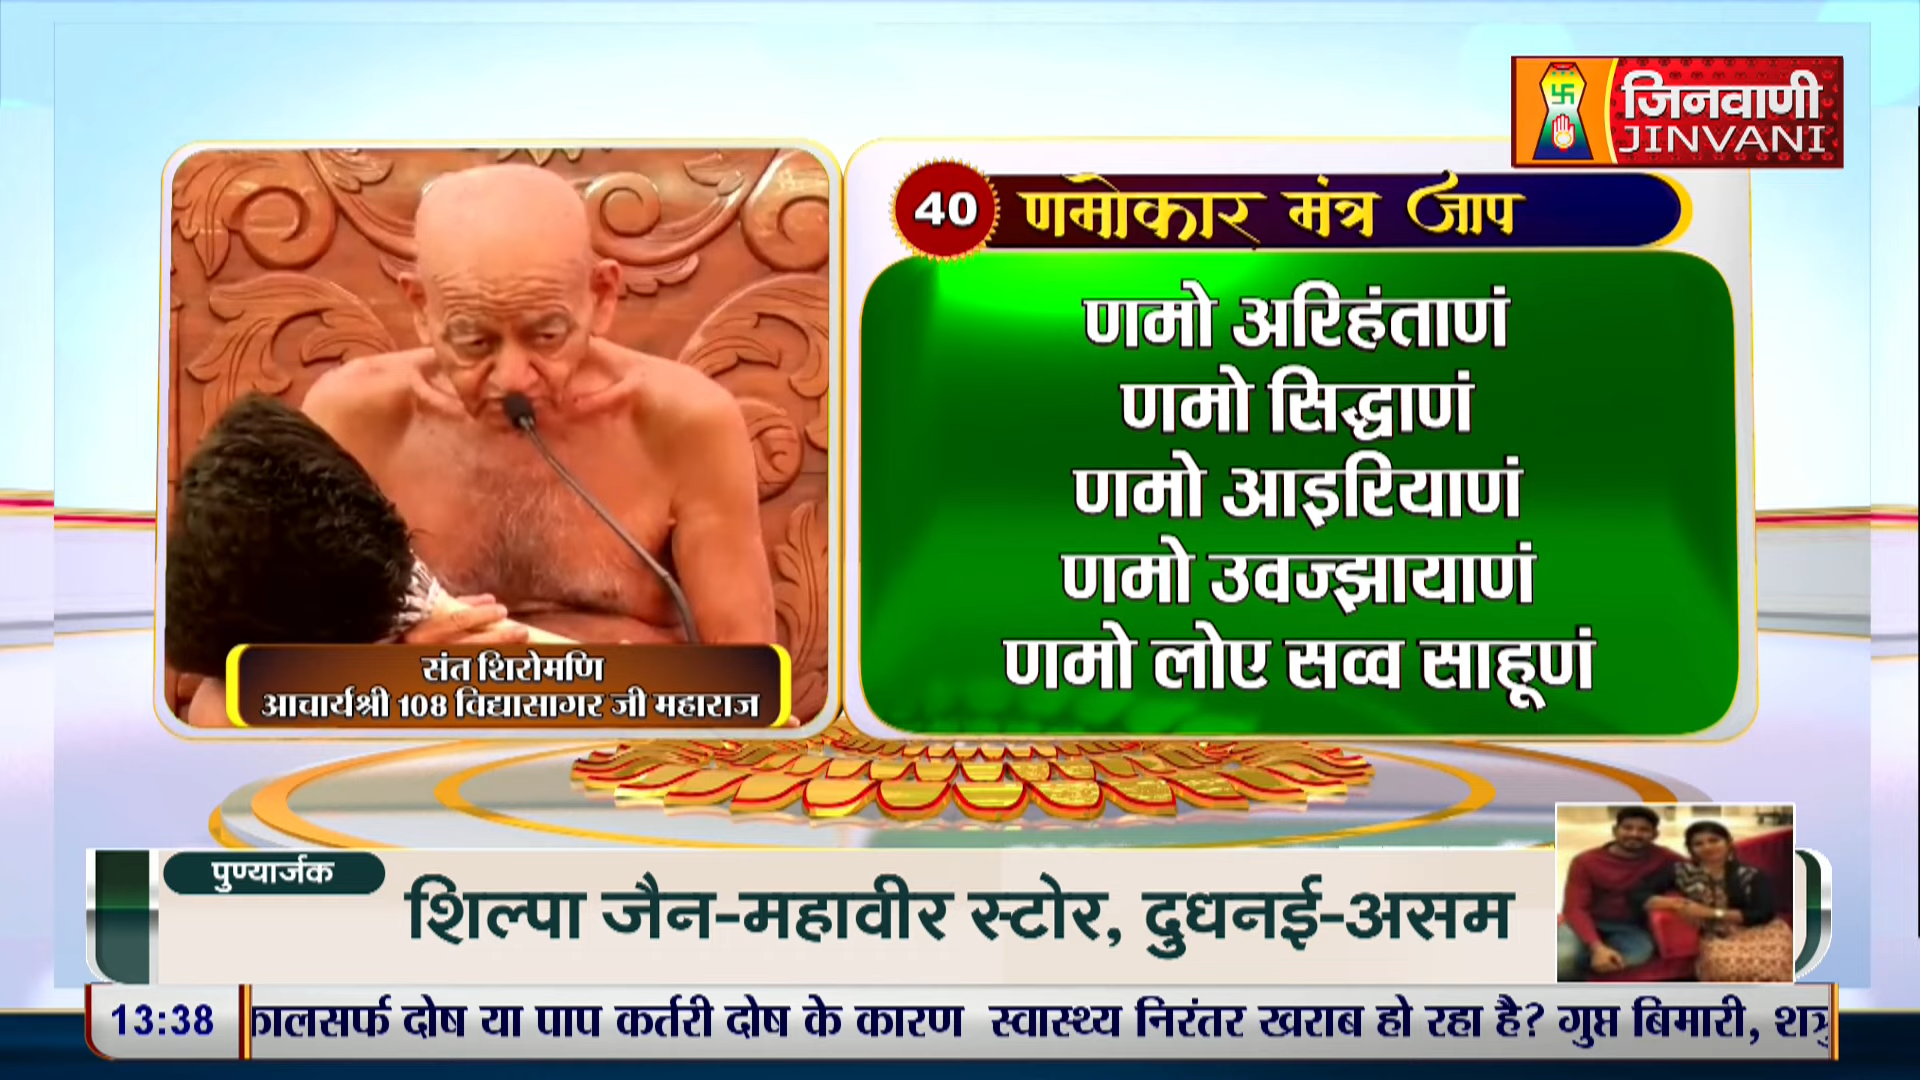 जिनवाणी
JINVANI
40 णमोकार मंत्र जाप
णमो अरिहंताणं
णमो सिद्धाणं
णमो आइरियाणं
णमो उवज्झायाणं
णमो लोए सव्व साहूणं
संत शिरोमणि
आचार्यश्री 108 विद्यासागर जी महाराज
पुण्यार्जक
शिल्पा जैन-महावीर स्टोर, दुधनई-असम
13:38 कालसर्फ दोष या पाप कर्तरी दोष के कारण स्वास्थ्य निरंतर खराब हो रहा है? गुप्त बिमारी,